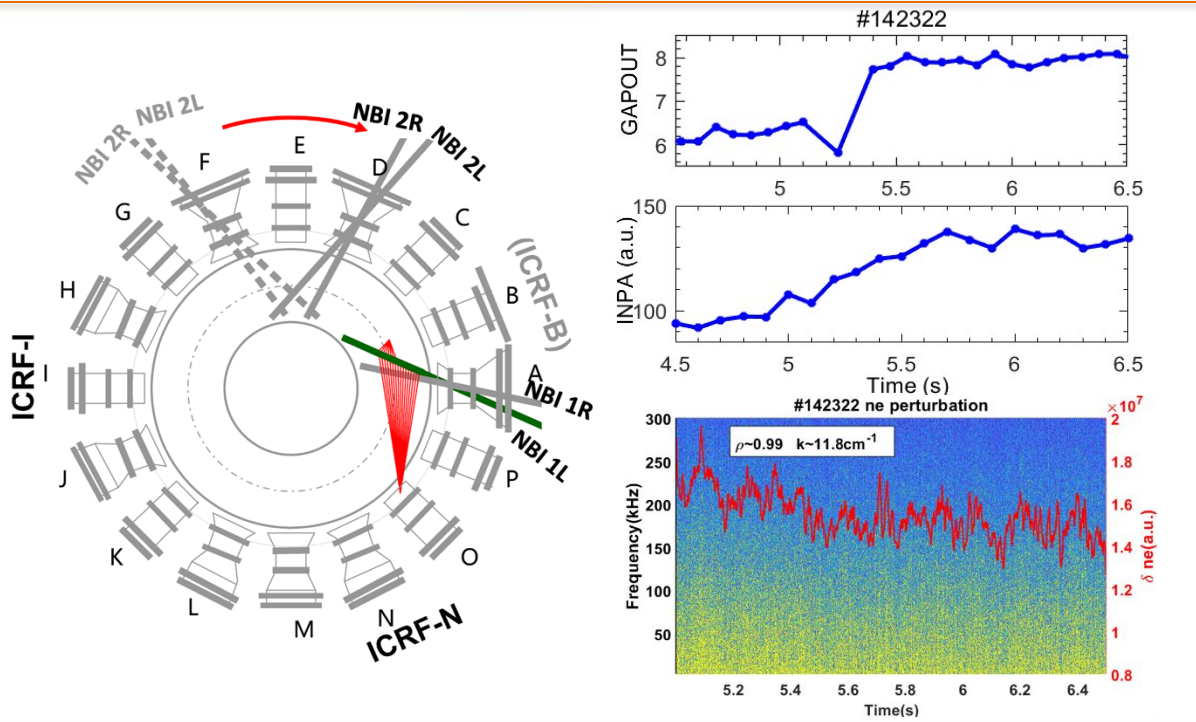 NBI 2R
NBI 2L
NBI 2R
NBI 2L
F
E
D
G
C
H
B
(ICRF-B)
ICRF-I
I
A
NBI 1R
NBI 1L
J
P
K
O
L
M
N
ICRF-N
#142322
GAPOUT
8
7
6
5
5.5
6
6.5
INPA (a.u.)
150
100
4.5
5
5.5
6
6.5
Time (s)
#142322 ne perturbation
×10⁷
ρ~0.99 k~11.8cm⁻¹
Frequency(kHz)
300
250
200
150
100
50
2
1.8
1.6
1.4
1.2
1
0.8
δ ne(a.u.)
5.2
5.4
5.6
5.8
6
6.2
6.4
Time(s)